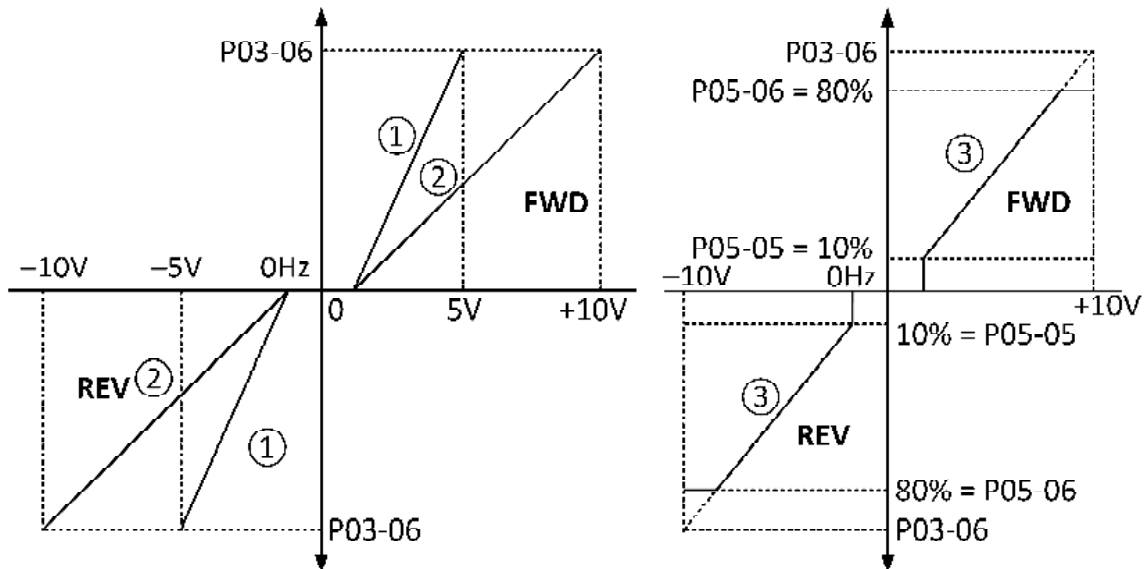 P03-06
①
②
FWD
–10V
–5V
0Hz
0
5V
+10V
REV
②
①
P03-06
P03-06
P05-06 = 80%
③
FWD
P05-05 = 10%
–10V
0Hz
+10V
10% = P05-05
③
REV
80% = P05-06
P03-06